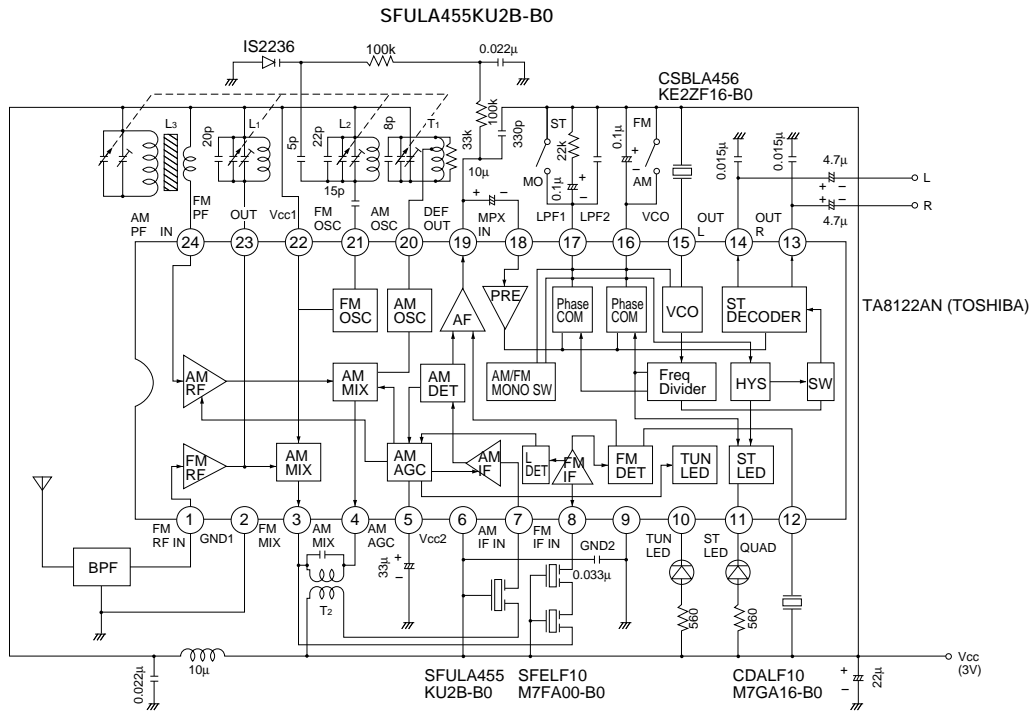 SFULA455KU2B-B0
IS2236
100k
0.022μ
CSBLA456
KE2ZF16-B0
L3
20p
L1
5p
22p
L2
8p
T1
33k
100k
330p
10μ
15p
ST
MO
22k
0.1μ
0.1μ
FM
AM
0.015μ
0.015μ
4.7μ
L
R
4.7μ
AM
PF
FM
PF
IN
OUT
Vcc1
FM
OSC
AM
OSC
DEF
OUT
MPX
IN
LPF1
LPF2
VCO
OUT
L
OUT
R
24
23
22
21
20
19
18
17
16
15
14
13
TA8122AN (TOSHIBA)
FM
OSC
AM
OSC
AF
PRE
Phase
COM
Phase
COM
VCO
ST
DECODER
AM
RF
AM
MIX
AM
DET
AM/FM
MONO SW
Freq
Divider
HYS
SW
FM
RF
AM
MIX
AM
AGC
AM
IF
L
DET
FM
IF
FM
DET
TUN
LED
ST
LED
1
2
3
4
5
6
7
8
9
10
11
12
FM
RF IN
GND1
FM
MIX
AM
MIX
AM
AGC
Vcc2
AM
IF IN
FM
IF IN
GND2
TUN
LED
ST
LED
QUAD
BPF
T2
33μ
0.033μ
560
560
0.022μ
10μ
SFULA455
KU2B-B0
SFELF10
M7FA00-B0
CDALF10
M7GA16-B0
22μ
Vcc
(3V)
+
−
+
−
+
−
+
−
+
−
+
−
+
−